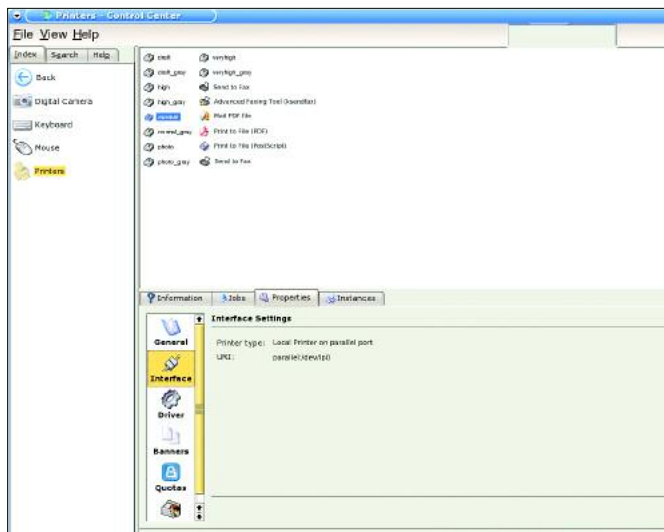 Printers - Control Center
File View Help
Index Search Help
Back
Digital Camera
Keyboard
Mouse
Printers
draft
draft_gray
high
high_gray
normal
normal_gray
photo
photo_gray
veryhigh
veryhigh_gray
Send to Fax
Advanced Faxing Tool (ksendfax)
Mail PDF File
Print to File (PDF)
Print to File (PostScript)
Send to Fax
Information Jobs Properties Instances
General
Interface
Driver
Banners
Quotas
Interface Settings
Printer type: Local Printer on parallel port
URI: parallel:/dev/lp0